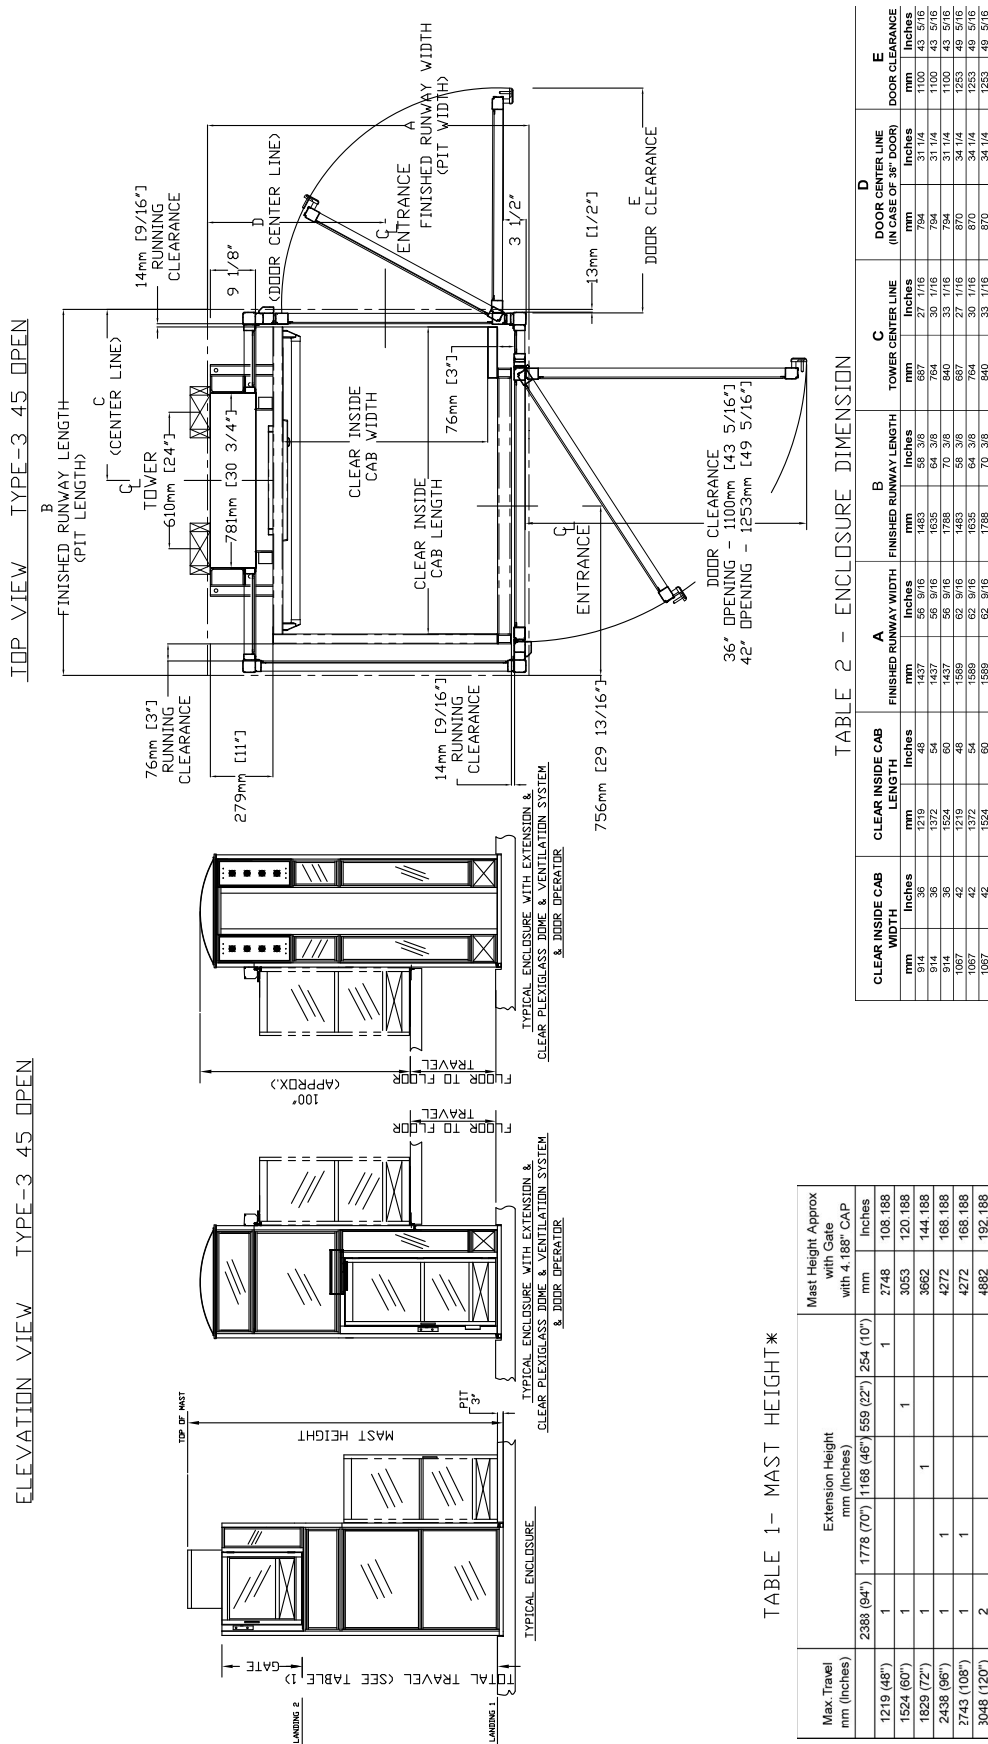 ELEVATION VIEW TYPE-3 45 OPEN
TOP OF MAST
MAST HEIGHT
PIT
3"
GATE
TOTAL TRAVEL (SEE TABLE 1)
LANDING 2
LANDING 1
TYPICAL ENCLOSURE
FLOOR TO FLOOR
TRAVEL
TYPICAL ENCLOSURE WITH EXTENSION &
CLEAR PLEXIGLASS DOME & VENTILATION SYSTEM
& DOOR OPERATOR
100"
(APPROX.)
FLOOR TO FLOOR
TRAVEL
TYPICAL ENCLOSURE WITH EXTENSION &
CLEAR PLEXIGLASS DOME & VENTILATION SYSTEM
& DOOR OPERATOR
TOP VIEW TYPE-3 45 OPEN
B
FINISHED RUNWAY LENGTH
(PIT LENGTH)
C
(CENTER LINE)
CL
TOWER
610mm [24"]
781mm [30 3/4"]
14mm [9/16"]
RUNNING
CLEARANCE
9 1/8"
D
(DOOR CENTER LINE)
CL
ENTRANCE
A
FINISHED RUNWAY WIDTH
(PIT WIDTH)
76mm [3"]
RUNNING
CLEARANCE
279mm [11"]
CLEAR INSIDE
CAB WIDTH
CLEAR INSIDE
CAB LENGTH
76mm [3"]
3 1/2"
13mm [1/2"]
E
DOOR CLEARANCE
14mm [9/16"]
RUNNING
CLEARANCE
CL
ENTRANCE
756mm [29 13/16"]
DOOR CLEARANCE
36" OPENING - 1100mm [43 5/16"]
42" OPENING - 1253mm [49 5/16"]
TABLE 1- MAST HEIGHT*
Max.Travel
mm (Inches)
Extension Height
mm (Inches)
Mast Height Approx
with Gate
with 4.188" CAP
2388 (94") 1778 (70") 1168 (46") 559 (22") 254 (10") mm Inches
1219 (48") 1 1 2748 108.188
1524 (60") 1 1 3053 120.188
1829 (72") 1 1 3662 144.188
2438 (96") 1 1 4272 168.188
2743 (108") 1 1 4272 168.188
3048 (120") 2 4882 192.188
TABLE 2 - ENCLOSURE DIMENSION
CLEAR INSIDE CAB
WIDTH
CLEAR INSIDE CAB
LENGTH
A
FINISHED RUNWAY WIDTH
B
FINISHED RUNWAY LENGTH
C
TOWER CENTER LINE
D
DOOR CENTER LINE
(IN CASE OF 36" DOOR)
E
DOOR CLEARANCE
mm Inches mm Inches mm Inches mm Inches mm Inches mm Inches mm Inches
914 36 1219 48 1437 56 9/16 1483 58 3/8 687 27 1/16 794 31 1/4 1100 43 5/16
914 36 1372 54 1437 56 9/16 1635 64 3/8 764 30 1/16 794 31 1/4 1100 43 5/16
914 36 1524 60 1437 56 9/16 1788 70 3/8 840 33 1/16 794 31 1/4 1100 43 5/16
1067 42 1219 48 1589 62 9/16 1483 58 3/8 687 27 1/16 870 34 1/4 1253 49 5/16
1067 42 1372 54 1589 62 9/16 1635 64 3/8 764 30 1/16 870 34 1/4 1253 49 5/16
1067 42 1524 60 1589 62 9/16 1788 70 3/8 840 33 1/16 870 34 1/4 1253 49 5/16